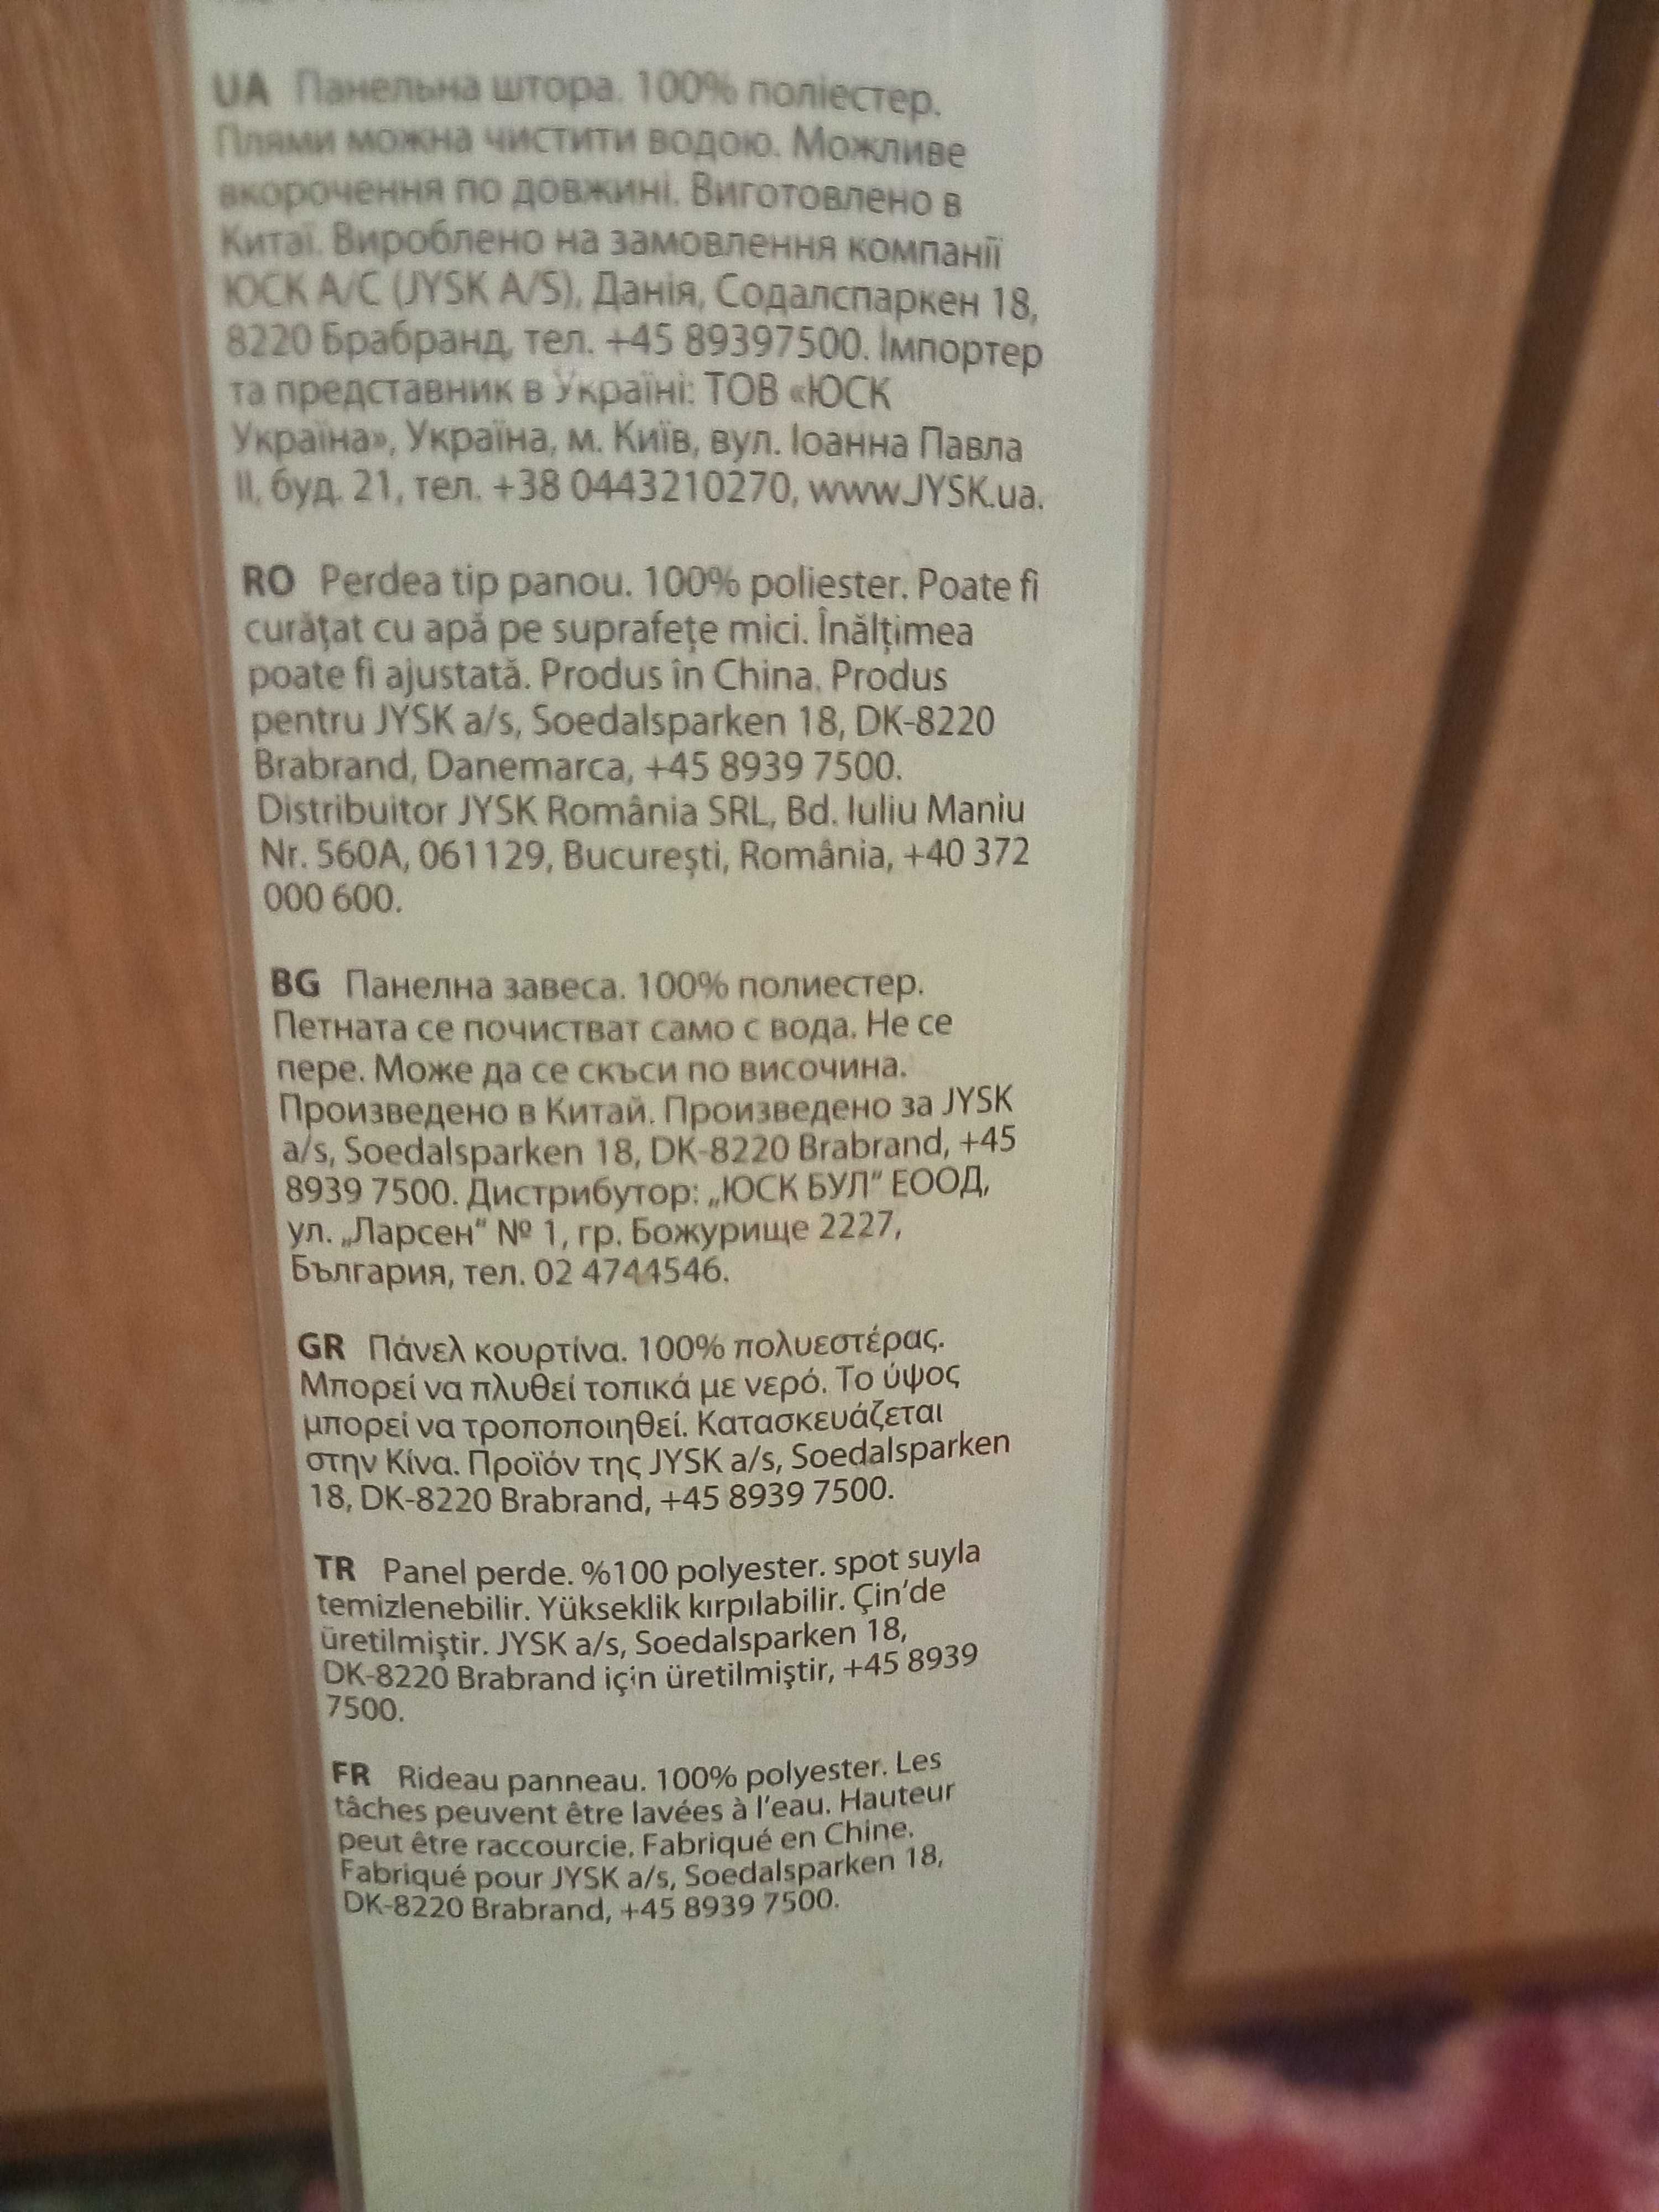 UA Панельна штора. 100% поліестер.
Плями можна чистити водою. Можливе
вкорочення по довжині. Виготовлено в
Китаї. Вироблено на замовлення компанії
ЮСК А/С (JYSK A/S), Данія, Содалспаркен 18,
8220 Брабранд, тел. +45 89397500. Імпортер
та представник в Україні: ТОВ «ЮСК
Україна», Україна, м. Київ, вул. Іоанна Павла
II, буд. 21, тел. +38 0443210270, www.JYSK.ua.
RO Perdea tip panou. 100% poliester. Poate fi
curăţat cu apă pe suprafeţe mici. Înălţimea
poate fi ajustată. Produs în China. Produs
pentru JYSK a/s, Soedalsparken 18, DK-8220
Brabrand, Danemarca, +45 8939 7500.
Distribuitor JYSK România SRL, Bd. Iuliu Maniu
Nr. 560A, 061129, Bucureşti, România, +40 372
000 600.
BG Панелна завеса. 100% полиестер.
Петната се почистват само с вода. Не се
пере. Може да се скъси по височина.
Произведено в Китай. Произведено за JYSK
a/s, Soedalsparken 18, DK-8220 Brabrand, +45
8939 7500. Дистрибутор: „ЮСК БУЛ“ ЕООД,
ул. „Ларсен“ № 1, гр. Божурище 2227,
България, тел. 02 4744546.
GR Πάνελ κουρτίνα. 100% πολυεστέρας.
Μπορεί να πλυθεί τοπικά με νερό. Το ύψος
μπορεί να τροποποιηθεί. Κατασκευάζεται
στην Κίνα. Προϊόν της JYSK a/s, Soedalsparken
18, DK-8220 Brabrand, +45 8939 7500.
TR Panel perde. %100 polyester. spot suyla
temizlenebilir. Yükseklik kırpılabilir. Çin’de
üretilmiştir. JYSK a/s, Soedalsparken 18,
DK-8220 Brabrand için üretilmiştir, +45 8939
7500.
FR Rideau panneau. 100% polyester. Les
tâches peuvent être lavées à l’eau. Hauteur
peut être raccourcie. Fabriqué en Chine.
Fabriqué pour JYSK a/s, Soedalsparken 18,
DK-8220 Brabrand, +45 8939 7500.